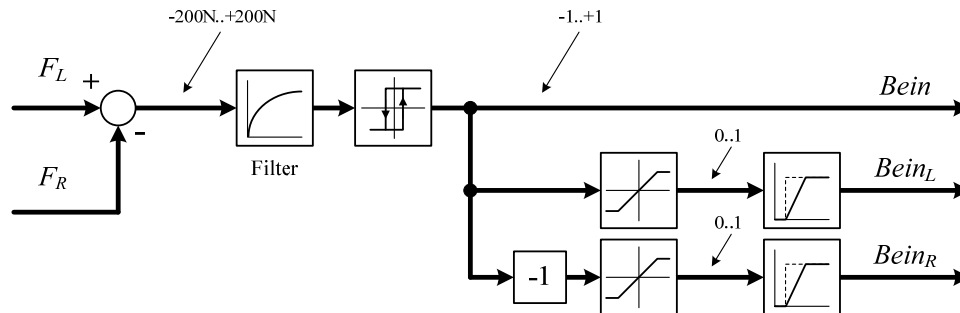 -200N..+200N
-1..+1
F_L
+
Bein
-
Filter
F_R
0..1
Bein_L
0..1
-1
Bein_R